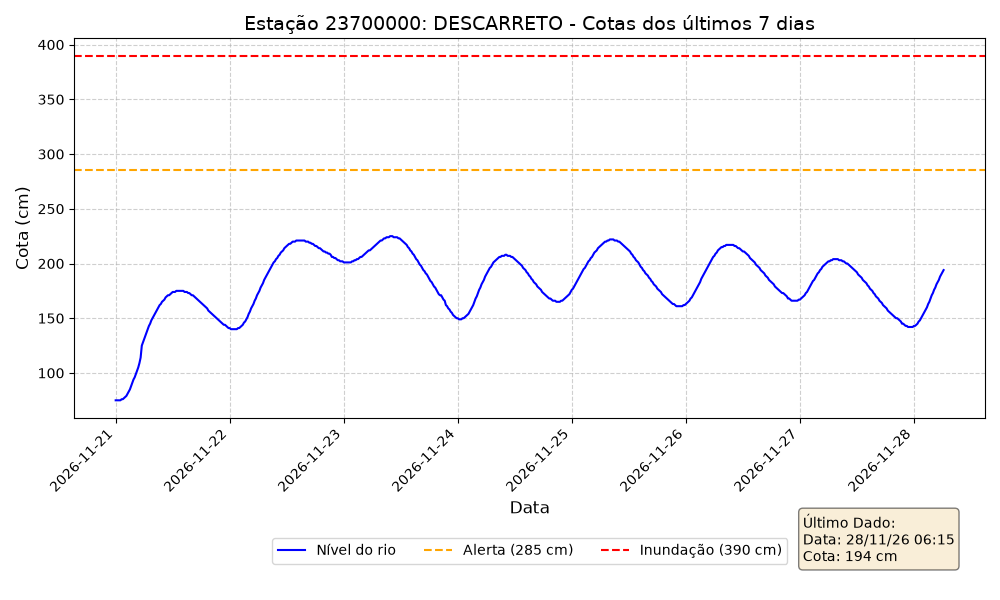 Estação 23700000: DESCARRETO - Cotas dos últimos 7 dias
Cota (cm)
400
350
300
250
200
150
100
2026-11-21
2026-11-22
2026-11-23
2026-11-24
2026-11-25
2026-11-26
2026-11-27
2026-11-28
Data
Nível do rio
Alerta (285 cm)
Inundação (390 cm)
Último Dado:
Data: 28/11/26 06:15
Cota: 194 cm